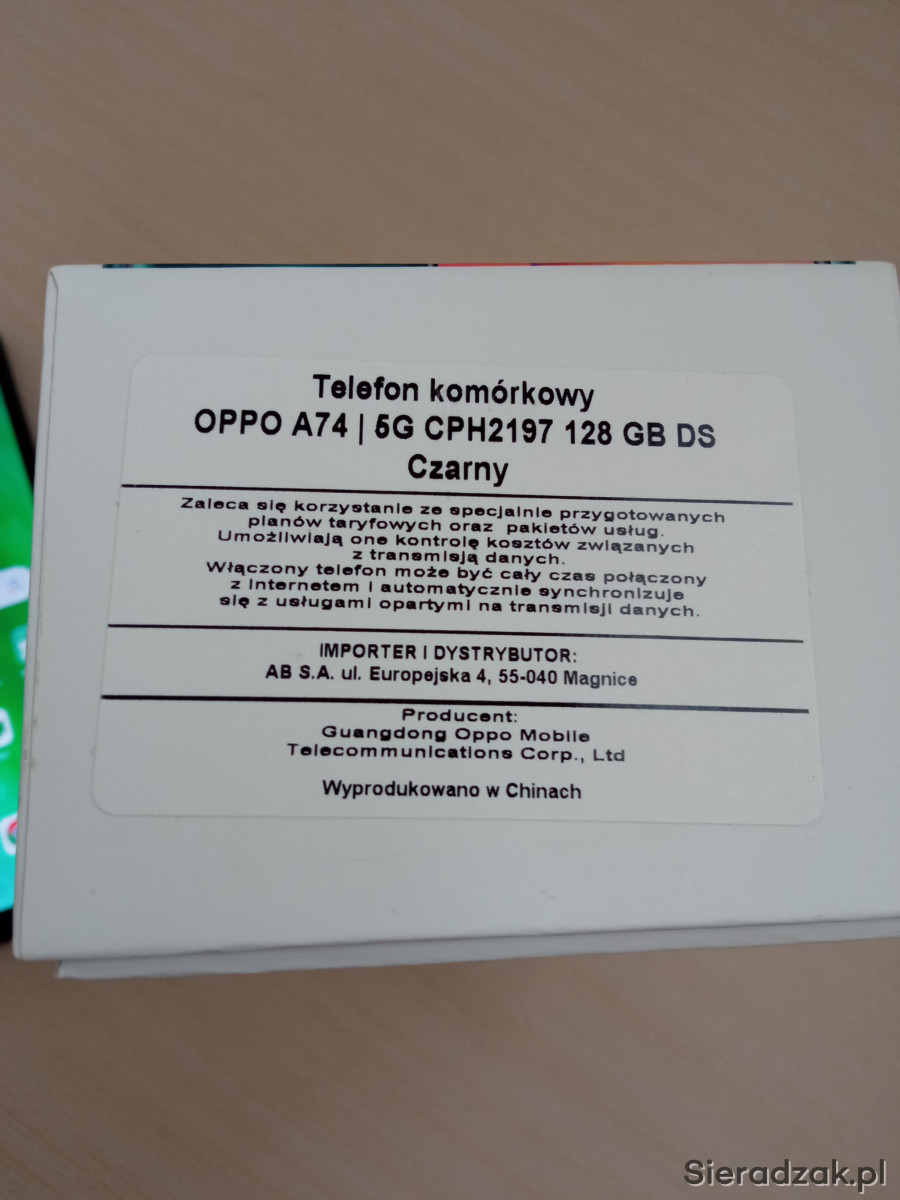 Telefon komórkowy
OPPO A74 | 5G CPH2197 128 GB DS
Czarny
Zaleca się korzystanie ze specjalnie przygotowanych
planów taryfowych oraz pakietów usług.
Umożliwiają one kontrolę kosztów związanych
z transmisją danych.
Włączony telefon może być cały czas połączony
z Internetem i automatycznie synchronizuje
się z usługami opartymi na transmisji danych.
IMPORTER I DYSTRYBUTOR:
AB S.A. ul. Europejska 4, 55-040 Magnice
Producent:
Guangdong Oppo Mobile
Telecommunications Corp., Ltd
Wyprodukowano w Chinach
Sieradzak.pl